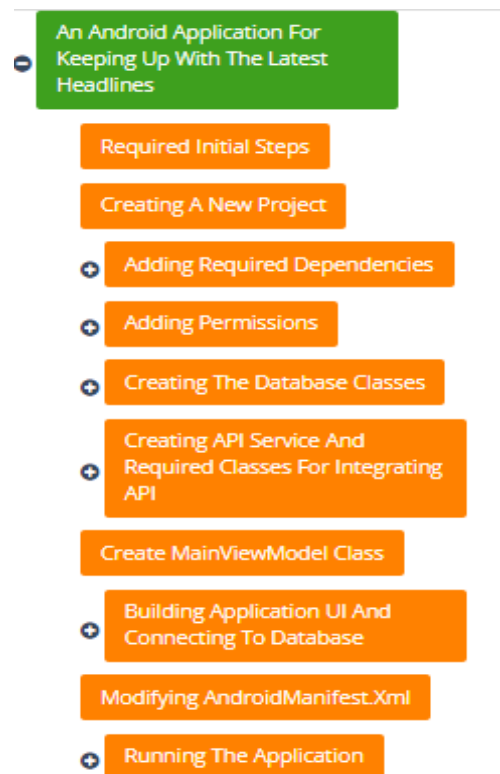 An Android Application For
Keeping Up With The Latest
Headlines
Required Initial Steps
Creating A New Project
Adding Required Dependencies
Adding Permissions
Creating The Database Classes
Creating API Service And
Required Classes For Integrating
API
Create MainViewModel Class
Building Application UI And
Connecting To Database
Modifying AndroidManifest.Xml
Running The Application